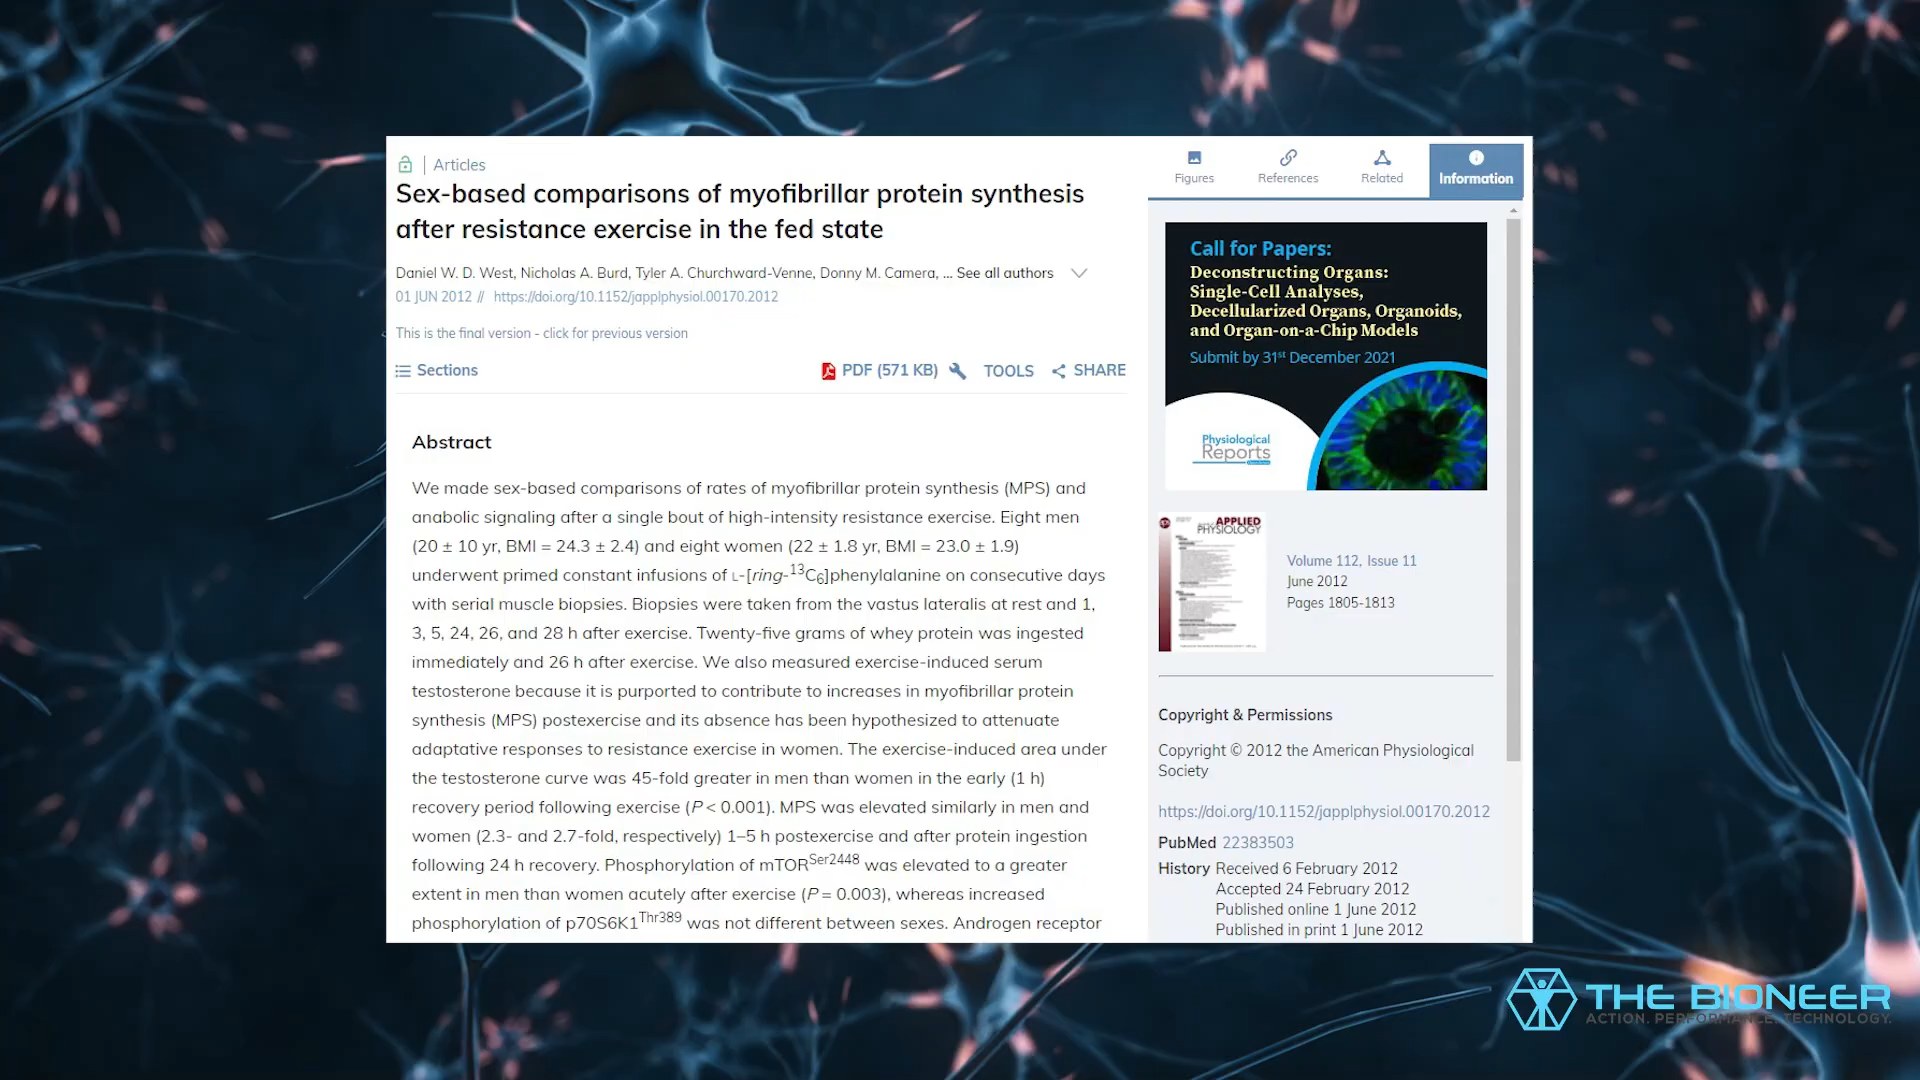 Articles
Sex-based comparisons of myofibrillar protein synthesis
after resistance exercise in the fed state
Daniel W. D. West, Nicholas A. Burd, Tyler A. Churchward-Venne, Donny M. Camera, ... See all authors
01 JUN 2012 // https://doi.org/10.1152/japplphysiol.00170.2012
This is the final version - click for previous version
Sections
PDF (571 KB) TOOLS SHARE
Abstract
We made sex-based comparisons of rates of myofibrillar protein synthesis (MPS) and
anabolic signaling after a single bout of high-intensity resistance exercise. Eight men
(20 ± 10 yr, BMI = 24.3 ± 2.4) and eight women (22 ± 1.8 yr, BMI = 23.0 ± 1.9)
underwent primed constant infusions of L-[ring-¹³C₆]phenylalanine on consecutive days
with serial muscle biopsies. Biopsies were taken from the vastus lateralis at rest and 1,
3, 5, 24, 26, and 28 h after exercise. Twenty-five grams of whey protein was ingested
immediately and 26 h after exercise. We also measured exercise-induced serum
testosterone because it is purported to contribute to increases in myofibrillar protein
synthesis (MPS) postexercise and its absence has been hypothesized to attenuate
adaptative responses to resistance exercise in women. The exercise-induced area under
the testosterone curve was 45-fold greater in men than women in the early (1 h)
recovery period following exercise (P < 0.001). MPS was elevated similarly in men and
women (2.3- and 2.7-fold, respectively) 1–5 h postexercise and after protein ingestion
following 24 h recovery. Phosphorylation of mTORSer2448 was elevated to a greater
extent in men than women acutely after exercise (P = 0.003), whereas increased
phosphorylation of p70S6K1Thr389 was not different between sexes. Androgen receptor
Figures References Related Information
Call for Papers:
Deconstructing Organs:
Single-Cell Analyses,
Decellularized Organs, Organoids,
and Organ-on-a-Chip Models
Submit by 31st December 2021
Physiological
Reports
APPLIED
PHYSIOLOGY
Volume 112, Issue 11
June 2012
Pages 1805-1813
Copyright & Permissions
Copyright © 2012 the American Physiological
Society
https://doi.org/10.1152/japplphysiol.00170.2012
PubMed 22383503
History Received 6 February 2012
Accepted 24 February 2012
Published online 1 June 2012
Published in print 1 June 2012
THE BIONEER
ACTION. PERFORMANCE. TECHNOLOGY.